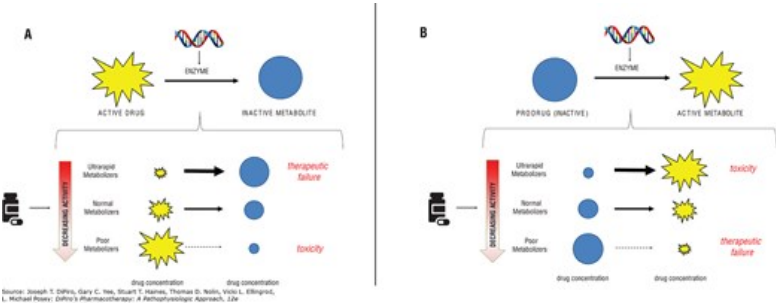 A
ENZYME
ACTIVE DRUG
INACTIVE METABOLITE
DECREASING ACTIVITY
Ultrarapid
Metabolizers
therapeutic
failure
Normal
Metabolizers
Poor
Metabolizers
toxicity
drug concentration
drug concentration
B
ENZYME
PRODRUG (INACTIVE)
ACTIVE METABOLITE
DECREASING ACTIVITY
Ultrarapid
Metabolizers
toxicity
Normal
Metabolizers
Poor
Metabolizers
therapeutic
failure
drug concentration
drug concentration
Source: Joseph T. DiPiro, Gary C. Yee, Stuart T. Haines, Thomas D. Nolin, Vicki L. Ellingrod,
L. Michael Posey: DiPiro's Pharmacotherapy: A Pathophysiologic Approach, 12e